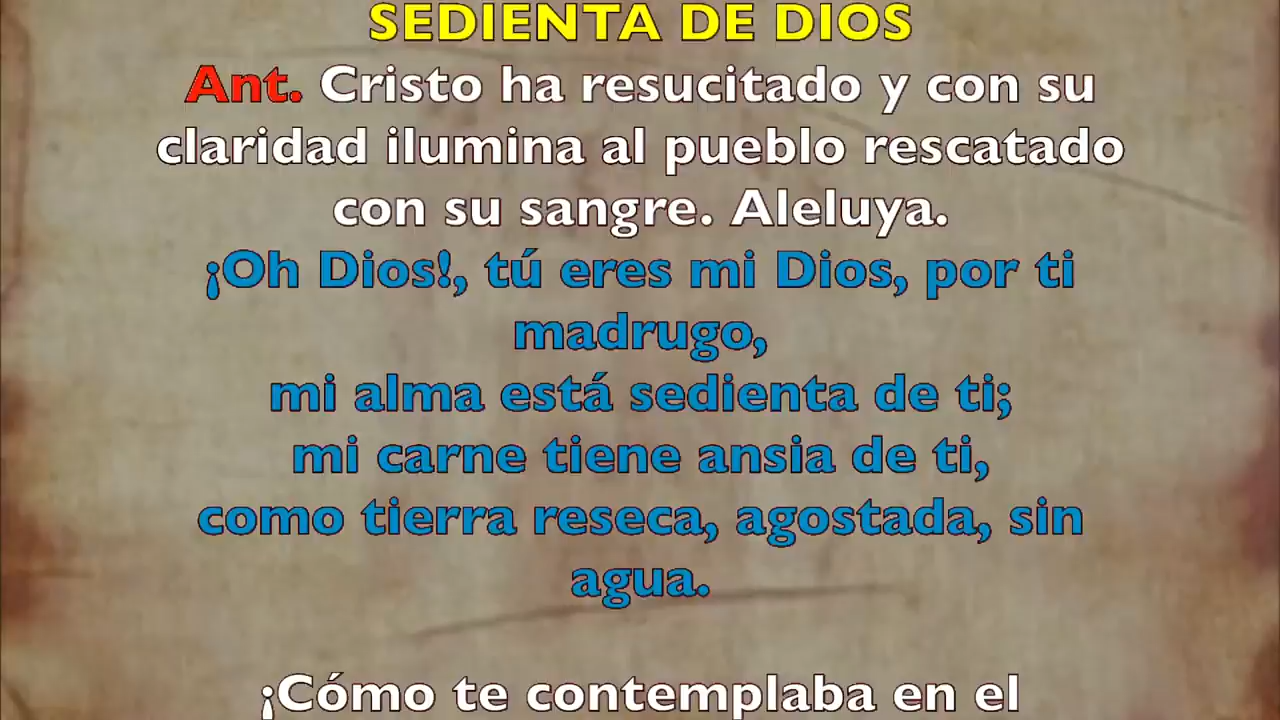 SEDIENTA DE DIOS
Ant. Cristo ha resucitado y con su
claridad ilumina al pueblo rescatado
con su sangre. Aleluya.
¡Oh Dios!, tú eres mi Dios, por ti
madrugo,
mi alma está sedienta de ti;
mi carne tiene ansia de ti,
como tierra reseca, agostada, sin
agua.
¡Cómo te contemplaba en el